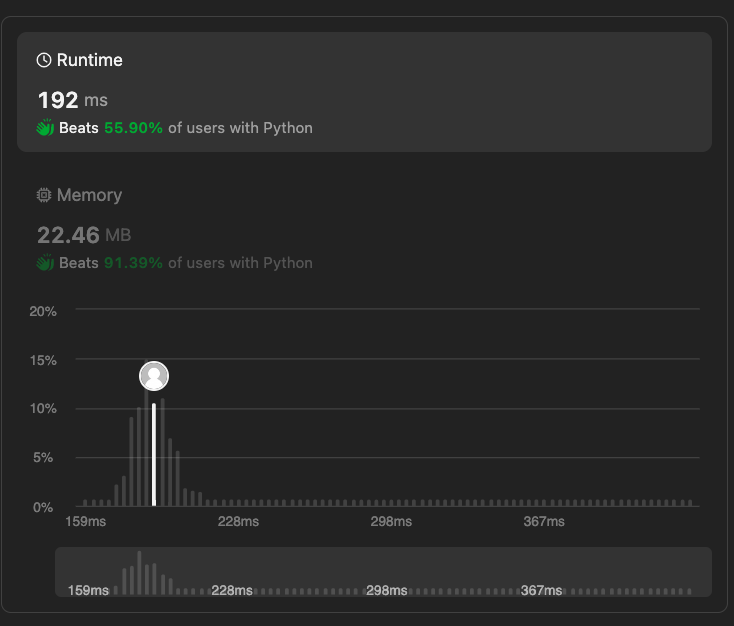 Runtime
192 ms
Beats 55.90% of users with Python
Memory
22.46 MB
Beats 91.39% of users with Python
20%
15%
10%
5%
0%
159ms 228ms 298ms 367ms
159ms 228ms 298ms 367ms